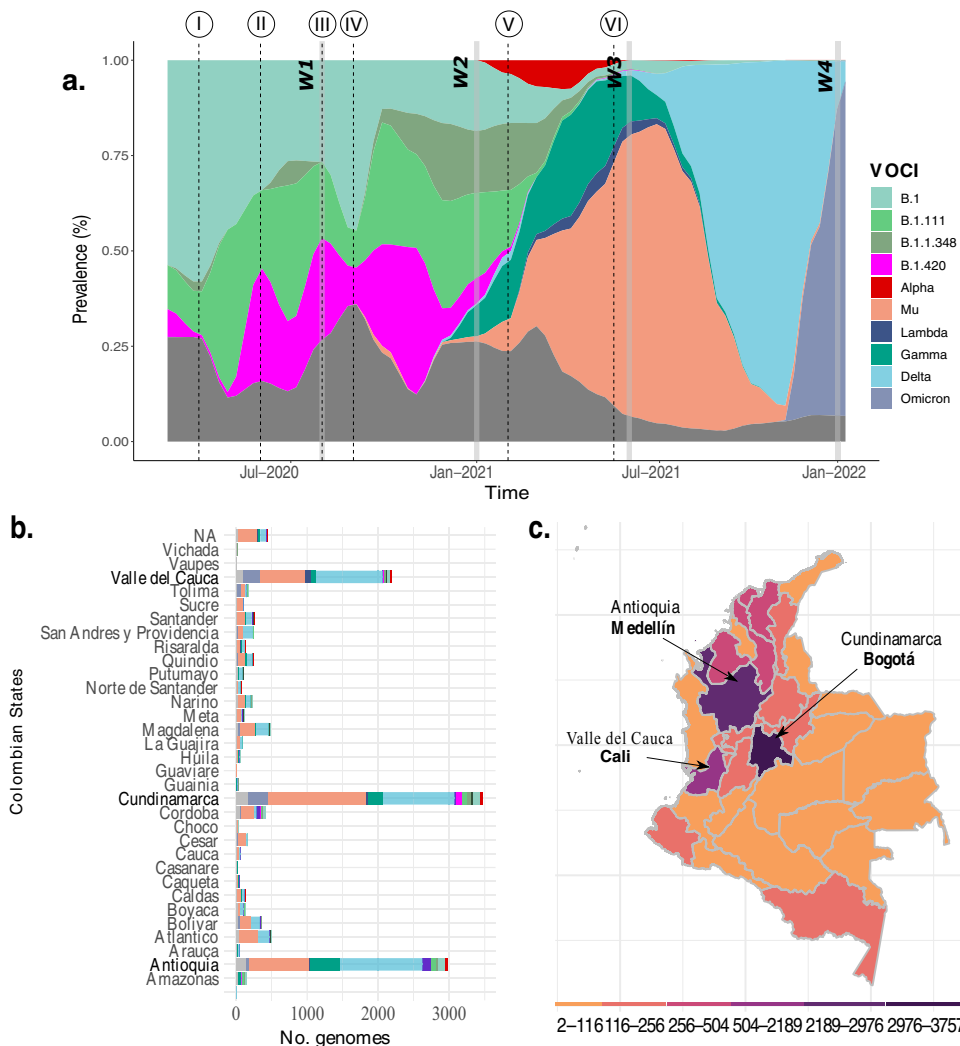 I II III IV V VI
a.
W1 W2 W3 W4
1.00
0.75
0.50
0.25
0.00
Prevalence (%)
Jul–2020 Jan–2021 Jul–2021 Jan–2022
Time
VOCI
B.1
B.1.111
B.1.1.348
B.1.420
Alpha
Mu
Lambda
Gamma
Delta
Omicron
b.
Colombian States
NA
Vichada
Vaupes
Valle del Cauca
Tolima
Sucre
Santander
San Andres y Providencia
Risaralda
Quindio
Putumayo
Norte de Santander
Narino
Meta
Magdalena
La Guajira
Huila
Guaviare
Guainia
Cundinamarca
Cordoba
Choco
Cesar
Cauca
Casanare
Caqueta
Caldas
Boyaca
Bolivar
Atlantico
Arauca
Antioquia
Amazonas
0 1000 2000 3000
No. genomes
c.
Antioquia
Medellín
Cundinamarca
Bogotá
Valle del Cauca
Cali
2–116 116–256 256–504 504–2189 2189–2976 2976–3757